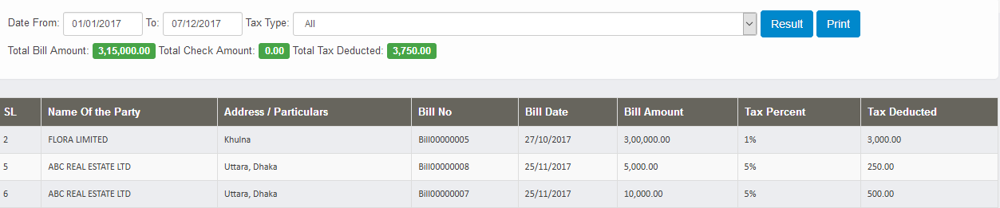 Date From: 01/01/2017 To: 07/12/2017 Tax Type: All Result Print
Total Bill Amount: 3,15,000.00 Total Check Amount: 0.00 Total Tax Deducted: 3,750.00
SL Name Of the Party Address / Particulars Bill No Bill Date Bill Amount Tax Percent Tax Deducted
2 FLORA LIMITED Khulna Bill00000005 27/10/2017 3,00,000.00 1% 3,000.00
5 ABC REAL ESTATE LTD Uttara, Dhaka Bill00000008 25/11/2017 5,000.00 5% 250.00
6 ABC REAL ESTATE LTD Uttara, Dhaka Bill00000007 25/11/2017 10,000.00 5% 500.00